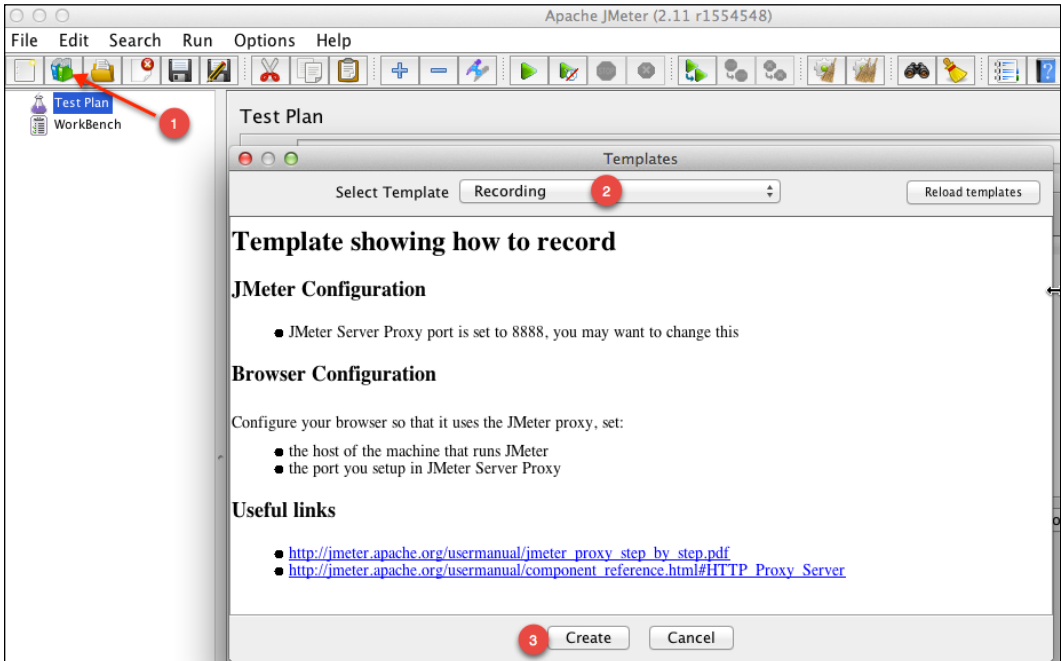 Apache JMeter (2.11 r1554548)
File Edit Search Run Options Help
Test Plan
WorkBench
1
Test Plan
Templates
Select Template Recording 2 Reload templates
Template showing how to record
JMeter Configuration
JMeter Server Proxy port is set to 8888, you may want to change this
Browser Configuration
Configure your browser so that it uses the JMeter proxy, set:
the host of the machine that runs JMeter
the port you setup in JMeter Server Proxy
Useful links
http://jmeter.apache.org/usermanual/jmeter_proxy_step_by_step.pdf
http://jmeter.apache.org/usermanual/component_reference.html#HTTP_Proxy_Server
3 Create Cancel